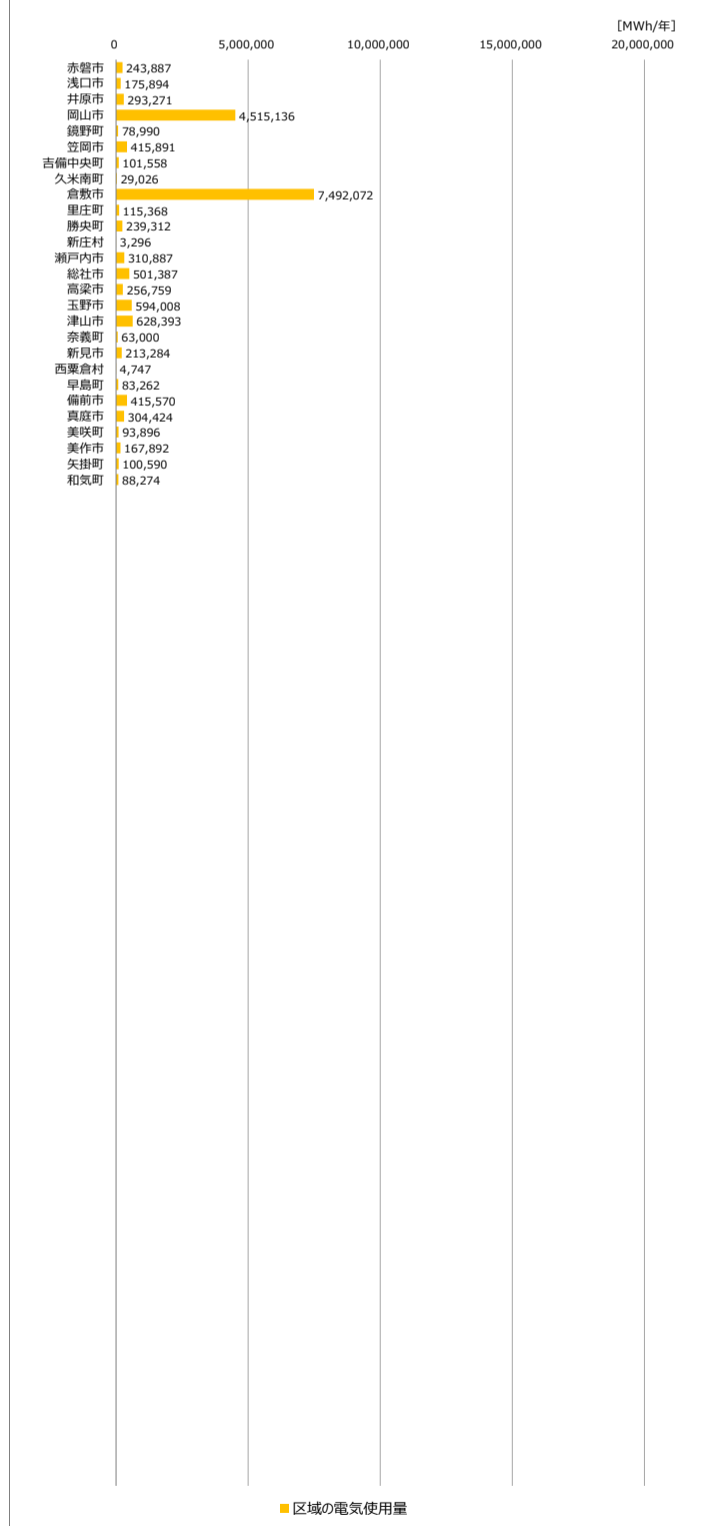 [MWh/年]
0 5,000,000 10,000,000 15,000,000 20,000,000
赤磐市 243,887
浅口市 175,894
井原市 293,271
岡山市 4,515,136
鏡野町 78,990
笠岡市 415,891
吉備中央町 101,558
久米南町 29,026
倉敷市 7,492,072
里庄町 115,368
勝央町 239,312
新庄村 3,296
瀬戸内市 310,887
総社市 501,387
高梁市 256,759
玉野市 594,008
津山市 628,393
奈義町 63,000
新見市 213,284
西粟倉村 4,747
早島町 83,262
備前市 415,570
真庭市 304,424
美咲町 93,896
美作市 167,892
矢掛町 100,590
和気町 88,274
区域の電気使用量